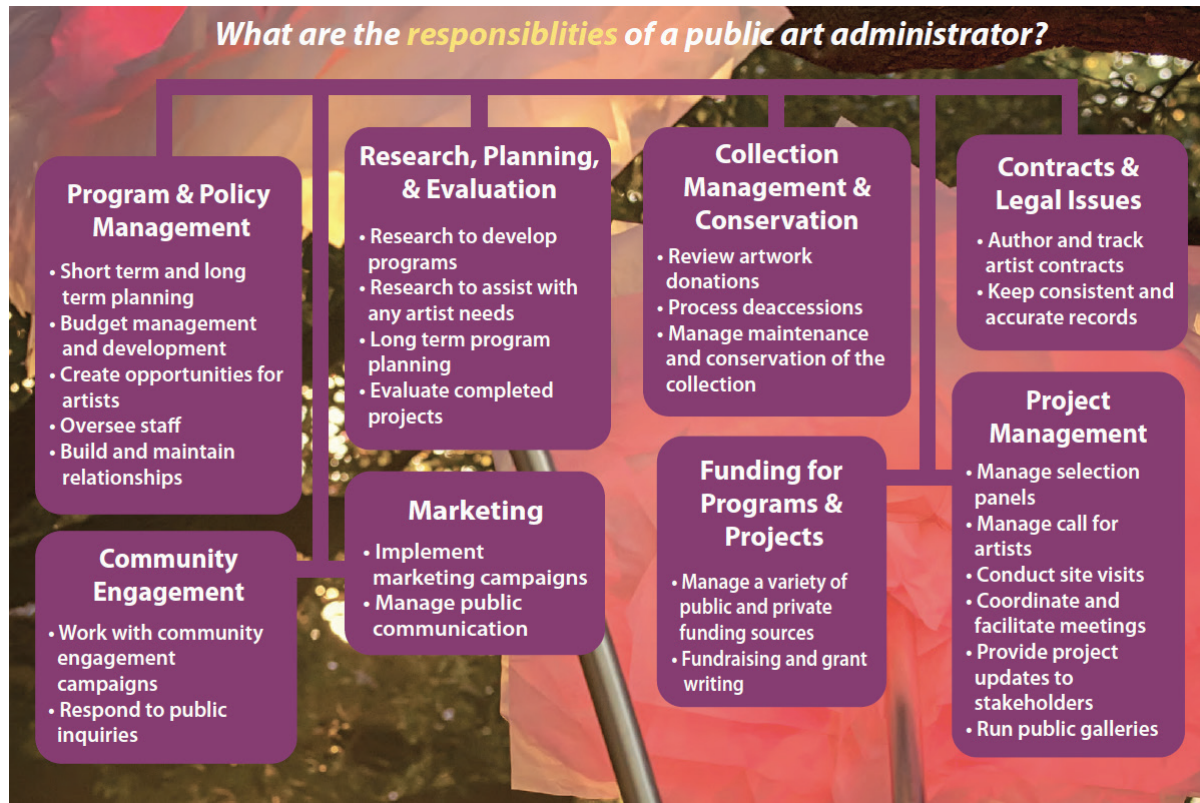 What are the responsiblities of a public art administrator?
Program & Policy
Management
• Short term and long
term planning
• Budget management
and development
• Create opportunities for
artists
• Oversee staff
• Build and maintain
relationships
Research, Planning,
& Evaluation
• Research to develop
programs
• Research to assist with
any artist needs
• Long term program
planning
• Evaluate completed
projects
Collection
Management &
Conservation
• Review artwork
donations
• Process deaccessions
• Manage maintenance
and conservation of the
collection
Contracts &
Legal Issues
• Author and track
artist contracts
• Keep consistent and
accurate records
Community
Engagement
• Work with community
engagement
campaigns
• Respond to public
inquiries
Marketing
• Implement
marketing campaigns
• Manage public
communication
Funding for
Programs &
Projects
• Manage a variety of
public and private
funding sources
• Fundraising and grant
writing
Project
Management
• Manage selection
panels
• Manage call for
artists
• Conduct site visits
• Coordinate and
facilitate meetings
• Provide project
updates to
stakeholders
• Run public galleries